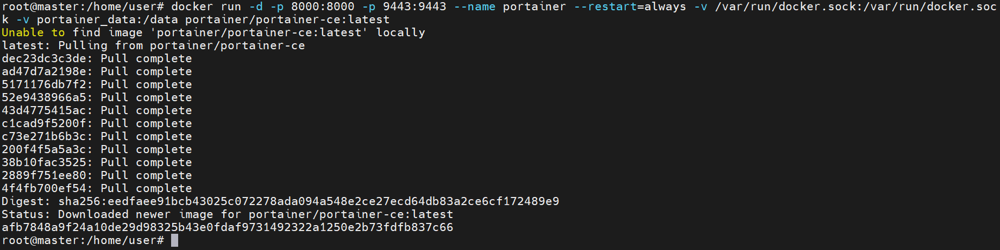 root@master:/home/user# docker run -d -p 8000:8000 -p 9443:9443 --name portainer --restart=always -v /var/run/docker.sock:/var/run/docker.soc
k -v portainer_data:/data portainer/portainer-ce:latest
Unable to find image 'portainer/portainer-ce:latest' locally
latest: Pulling from portainer/portainer-ce
dec23dc3c3de: Pull complete
ad47d7a2198e: Pull complete
5171176db7f2: Pull complete
52e9438966a5: Pull complete
43d4775415ac: Pull complete
c1cad9f5200f: Pull complete
c73e271b6b3c: Pull complete
200f4f5a5a3c: Pull complete
38b10fac3525: Pull complete
2889f751ee80: Pull complete
4f4fb700ef54: Pull complete
Digest: sha256:eedfaee91bcb43025c072278ada094a548e2ce27ecd64db83a2ce6cf172489e9
Status: Downloaded newer image for portainer/portainer-ce:latest
afb7848a9f24a10de29d98325b43e0fdaf9731492322a1250e2b73fdfb837c66
root@master:/home/user#